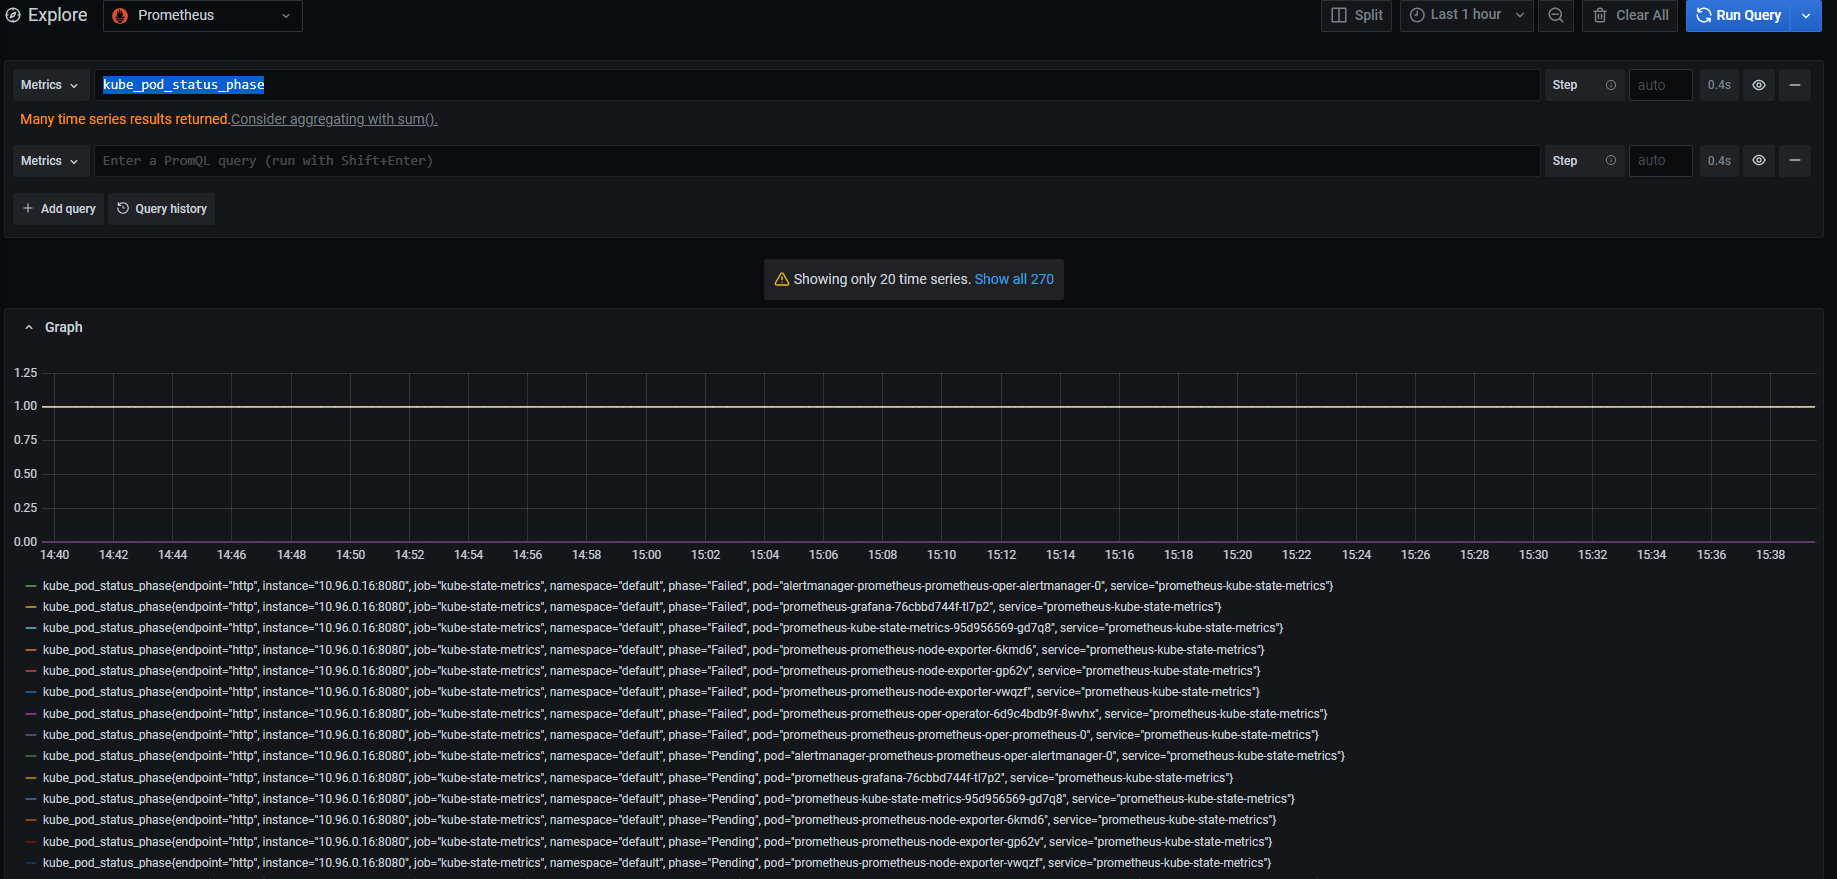 Explore Prometheus Split Last 1 hour Clear All Run Query
Metrics kube_pod_status_phase Step auto 0.4s
Many time series results returned.Consider aggregating with sum().
Metrics Enter a PromQL query (run with Shift+Enter) Step auto 0.4s
+ Add query Query history
Showing only 20 time series. Show all 270
Graph
1.25
1.00
0.75
0.50
0.25
0.00
14:40 14:42 14:44 14:46 14:48 14:50 14:52 14:54 14:56 14:58 15:00 15:02 15:04 15:06 15:08 15:10 15:12 15:14 15:16 15:18 15:20 15:22 15:24 15:26 15:28 15:30 15:32 15:34 15:36 15:38
kube_pod_status_phase{endpoint="http", instance="10.96.0.16:8080", job="kube-state-metrics", namespace="default", phase="Failed", pod="alertmanager-prometheus-prometheus-oper-alertmanager-0", service="prometheus-kube-state-metrics"}
kube_pod_status_phase{endpoint="http", instance="10.96.0.16:8080", job="kube-state-metrics", namespace="default", phase="Failed", pod="prometheus-grafana-76cbbd744f-tl7p2", service="prometheus-kube-state-metrics"}
kube_pod_status_phase{endpoint="http", instance="10.96.0.16:8080", job="kube-state-metrics", namespace="default", phase="Failed", pod="prometheus-kube-state-metrics-95d956569-gd7q8", service="prometheus-kube-state-metrics"}
kube_pod_status_phase{endpoint="http", instance="10.96.0.16:8080", job="kube-state-metrics", namespace="default", phase="Failed", pod="prometheus-prometheus-node-exporter-6kmd6", service="prometheus-kube-state-metrics"}
kube_pod_status_phase{endpoint="http", instance="10.96.0.16:8080", job="kube-state-metrics", namespace="default", phase="Failed", pod="prometheus-prometheus-node-exporter-gp62v", service="prometheus-kube-state-metrics"}
kube_pod_status_phase{endpoint="http", instance="10.96.0.16:8080", job="kube-state-metrics", namespace="default", phase="Failed", pod="prometheus-prometheus-node-exporter-vwqzf", service="prometheus-kube-state-metrics"}
kube_pod_status_phase{endpoint="http", instance="10.96.0.16:8080", job="kube-state-metrics", namespace="default", phase="Failed", pod="prometheus-prometheus-oper-operator-6d9c4bdb9f-8wvhx", service="prometheus-kube-state-metrics"}
kube_pod_status_phase{endpoint="http", instance="10.96.0.16:8080", job="kube-state-metrics", namespace="default", phase="Failed", pod="prometheus-prometheus-prometheus-oper-prometheus-0", service="prometheus-kube-state-metrics"}
kube_pod_status_phase{endpoint="http", instance="10.96.0.16:8080", job="kube-state-metrics", namespace="default", phase="Pending", pod="alertmanager-prometheus-prometheus-oper-alertmanager-0", service="prometheus-kube-state-metrics"}
kube_pod_status_phase{endpoint="http", instance="10.96.0.16:8080", job="kube-state-metrics", namespace="default", phase="Pending", pod="prometheus-grafana-76cbbd744f-tl7p2", service="prometheus-kube-state-metrics"}
kube_pod_status_phase{endpoint="http", instance="10.96.0.16:8080", job="kube-state-metrics", namespace="default", phase="Pending", pod="prometheus-kube-state-metrics-95d956569-gd7q8", service="prometheus-kube-state-metrics"}
kube_pod_status_phase{endpoint="http", instance="10.96.0.16:8080", job="kube-state-metrics", namespace="default", phase="Pending", pod="prometheus-prometheus-node-exporter-6kmd6", service="prometheus-kube-state-metrics"}
kube_pod_status_phase{endpoint="http", instance="10.96.0.16:8080", job="kube-state-metrics", namespace="default", phase="Pending", pod="prometheus-prometheus-node-exporter-gp62v", service="prometheus-kube-state-metrics"}
kube_pod_status_phase{endpoint="http", instance="10.96.0.16:8080", job="kube-state-metrics", namespace="default", phase="Pending", pod="prometheus-prometheus-node-exporter-vwqzf", service="prometheus-kube-state-metrics"}